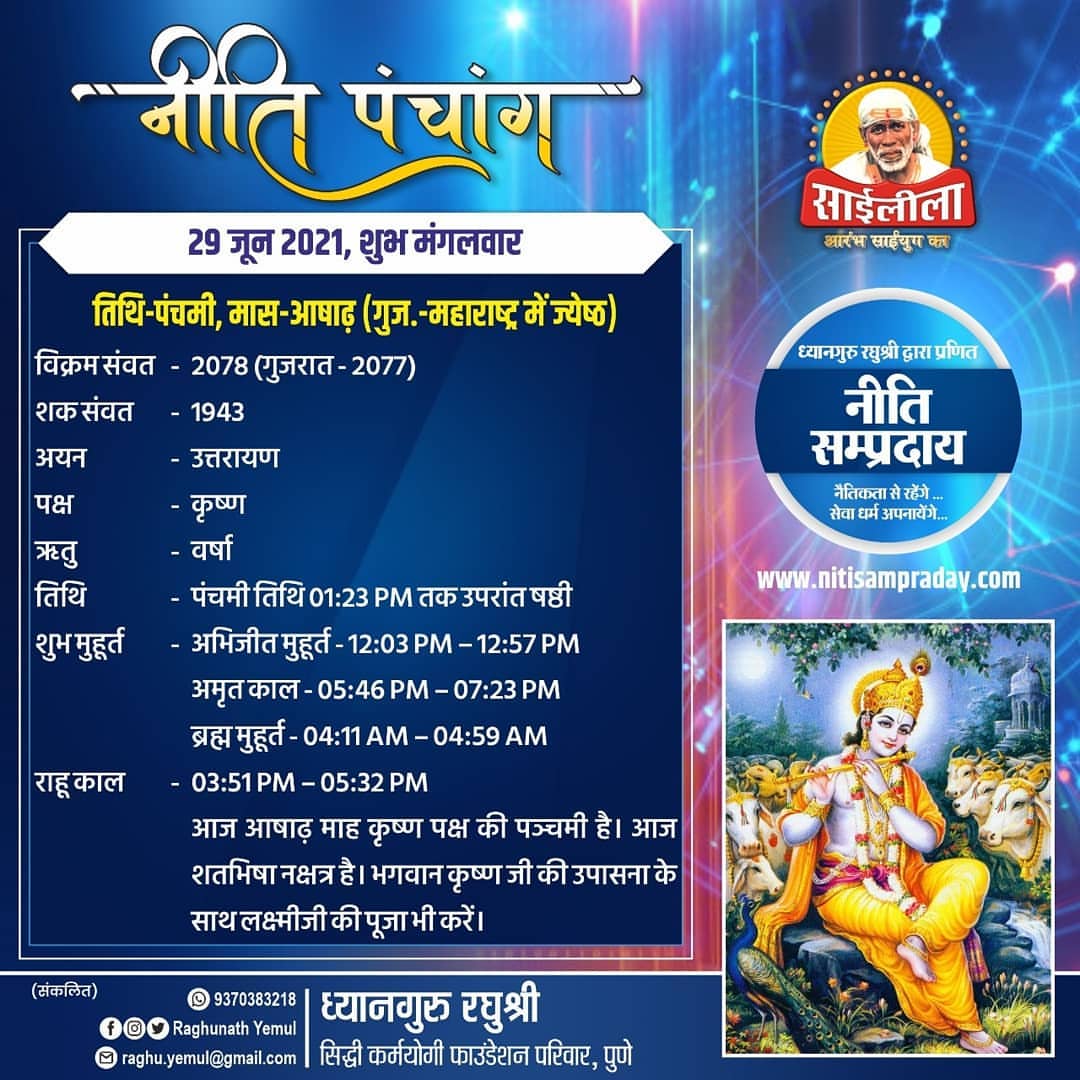 नीति पंचांग
साईलीला
आरंभ साईयुग का
29 जून 2021, शुभ मंगलवार
तिथि-पंचमी, मास-आषाढ़ (गुज.-महाराष्ट्र में ज्येष्ठ)
विक्रम संवत - 2078 (गुजरात - 2077)
शक संवत - 1943
अयन - उत्तरायण
पक्ष - कृष्ण
ऋतु - वर्षा
तिथि - पंचमी तिथि 01:23 PM तक उपरांत षष्ठी
शुभ मुहूर्त - अभिजीत मुहूर्त - 12:03 PM – 12:57 PM
अमृत काल - 05:46 PM – 07:23 PM
ब्रह्म मुहूर्त - 04:11 AM – 04:59 AM
राहू काल - 03:51 PM – 05:32 PM
आज आषाढ़ माह कृष्ण पक्ष की पञ्चमी है। आज
शतभिषा नक्षत्र है। भगवान कृष्ण जी की उपासना के
साथ लक्ष्मीजी की पूजा भी करें।
ध्यानगुरु रघुश्री द्वारा प्रणित
नीति
सम्प्रदाय
नैतिकता से रहेंगे ...
सेवा धर्म अपनायेंगे...
www.nitisampraday.com
(संकलित)
9370383218
Raghunath Yemul
raghu.yemul@gmail.com
ध्यानगुरु रघुश्री
सिद्धी कर्मयोगी फाउंडेशन परिवार, पुणे